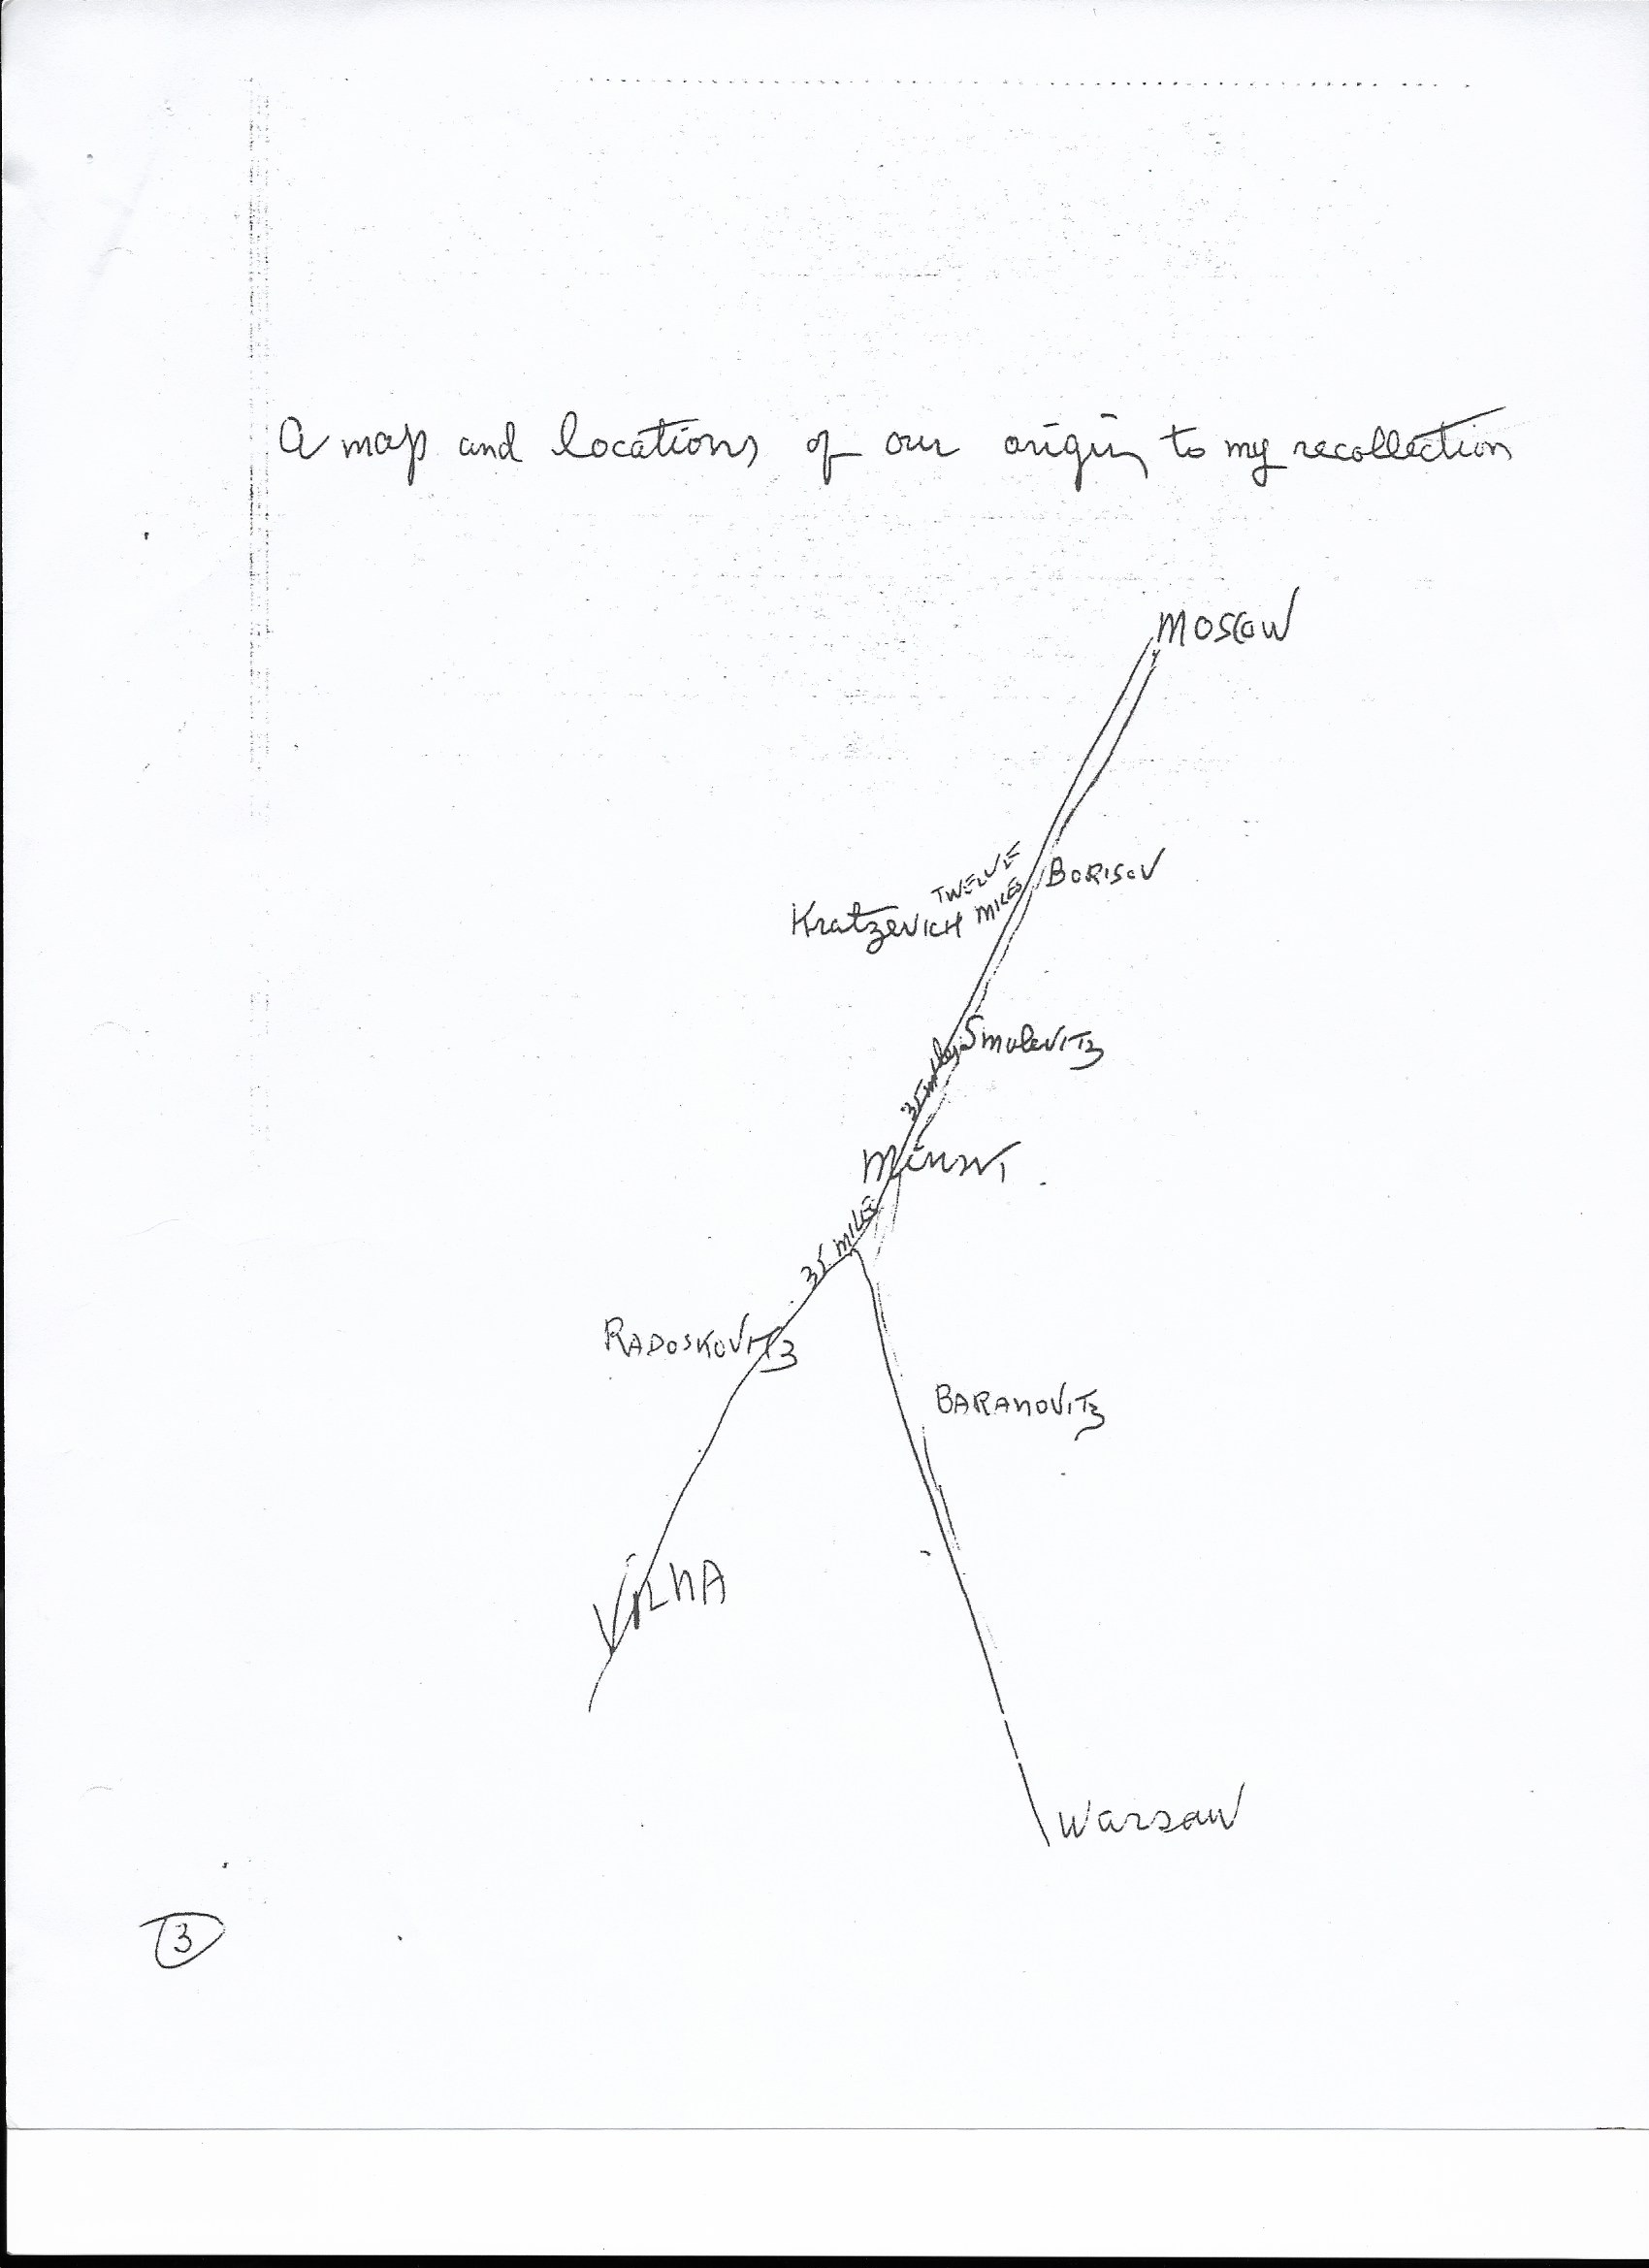 A map and locations of our origin to my recollection
MOSCOW
TWELVE
MILES
BORISOV
KratzeVICH
SmoleVITZ
35 miles
MINSK
35 MILES
RADOSKOVITZ
BARANOVITZ
VILNA
Warsaw
3